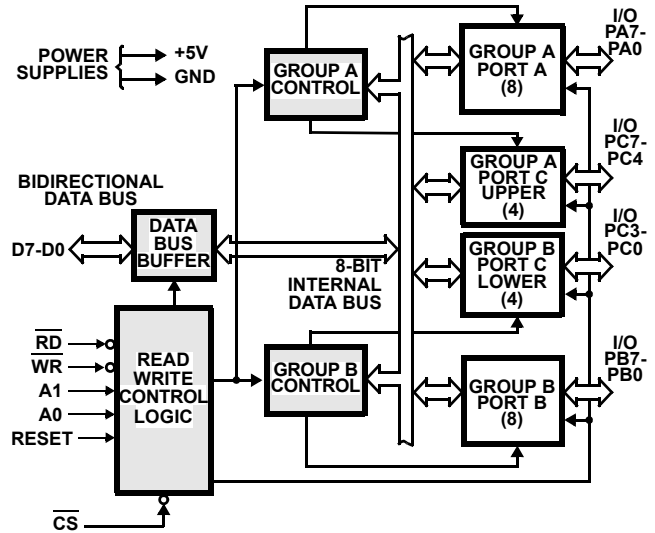 POWER
SUPPLIES
+5V
GND
GROUP A
CONTROL
GROUP A
PORT A
(8)
I/O
PA7-
PA0
GROUP A
PORT C
UPPER
(4)
I/O
PC7-
PC4
BIDIRECTIONAL
DATA BUS
D7-D0
DATA
BUS
BUFFER
8-BIT
INTERNAL
DATA BUS
GROUP B
PORT C
LOWER
(4)
I/O
PC3-
PC0
RD
WR
A1
A0
RESET
READ
WRITE
CONTROL
LOGIC
GROUP B
CONTROL
GROUP B
PORT B
(8)
I/O
PB7-
PB0
CS